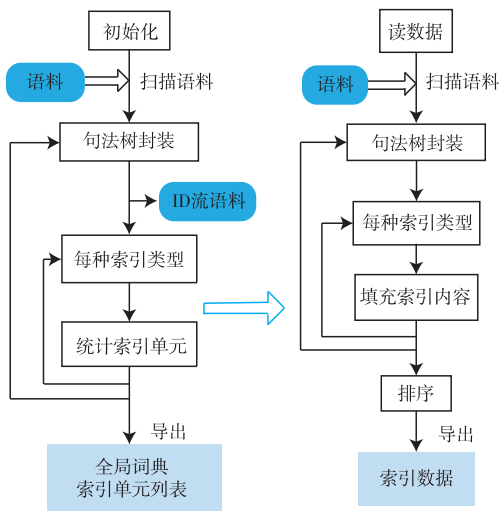 初始化
语料
扫描语料
句法树封装
ID流语料
每种索引类型
统计索引单元
导出
全局词典
索引单元列表
读数据
语料
扫描语料
句法树封装
每种索引类型
填充索引内容
排序
导出
索引数据